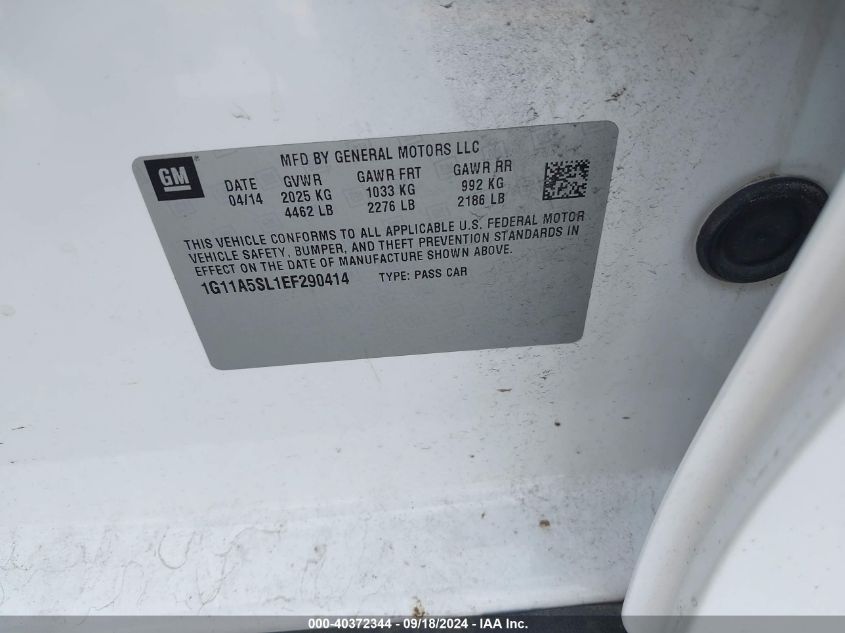 GM
MFD BY GENERAL MOTORS LLC
DATE GVWR GAWR FRT GAWR RR
04/14 2025 KG 1033 KG 992 KG
4462 LB 2276 LB 2186 LB
THIS VEHICLE CONFORMS TO ALL APPLICABLE U.S. FEDERAL MOTOR
VEHICLE SAFETY, BUMPER, AND THEFT PREVENTION STANDARDS IN
EFFECT ON THE DATE OF MANUFACTURE SHOWN ABOVE.
1G11A5SL1EF290414 TYPE: PASS CAR
000-40372344 - 09/18/2024 - IAA Inc.